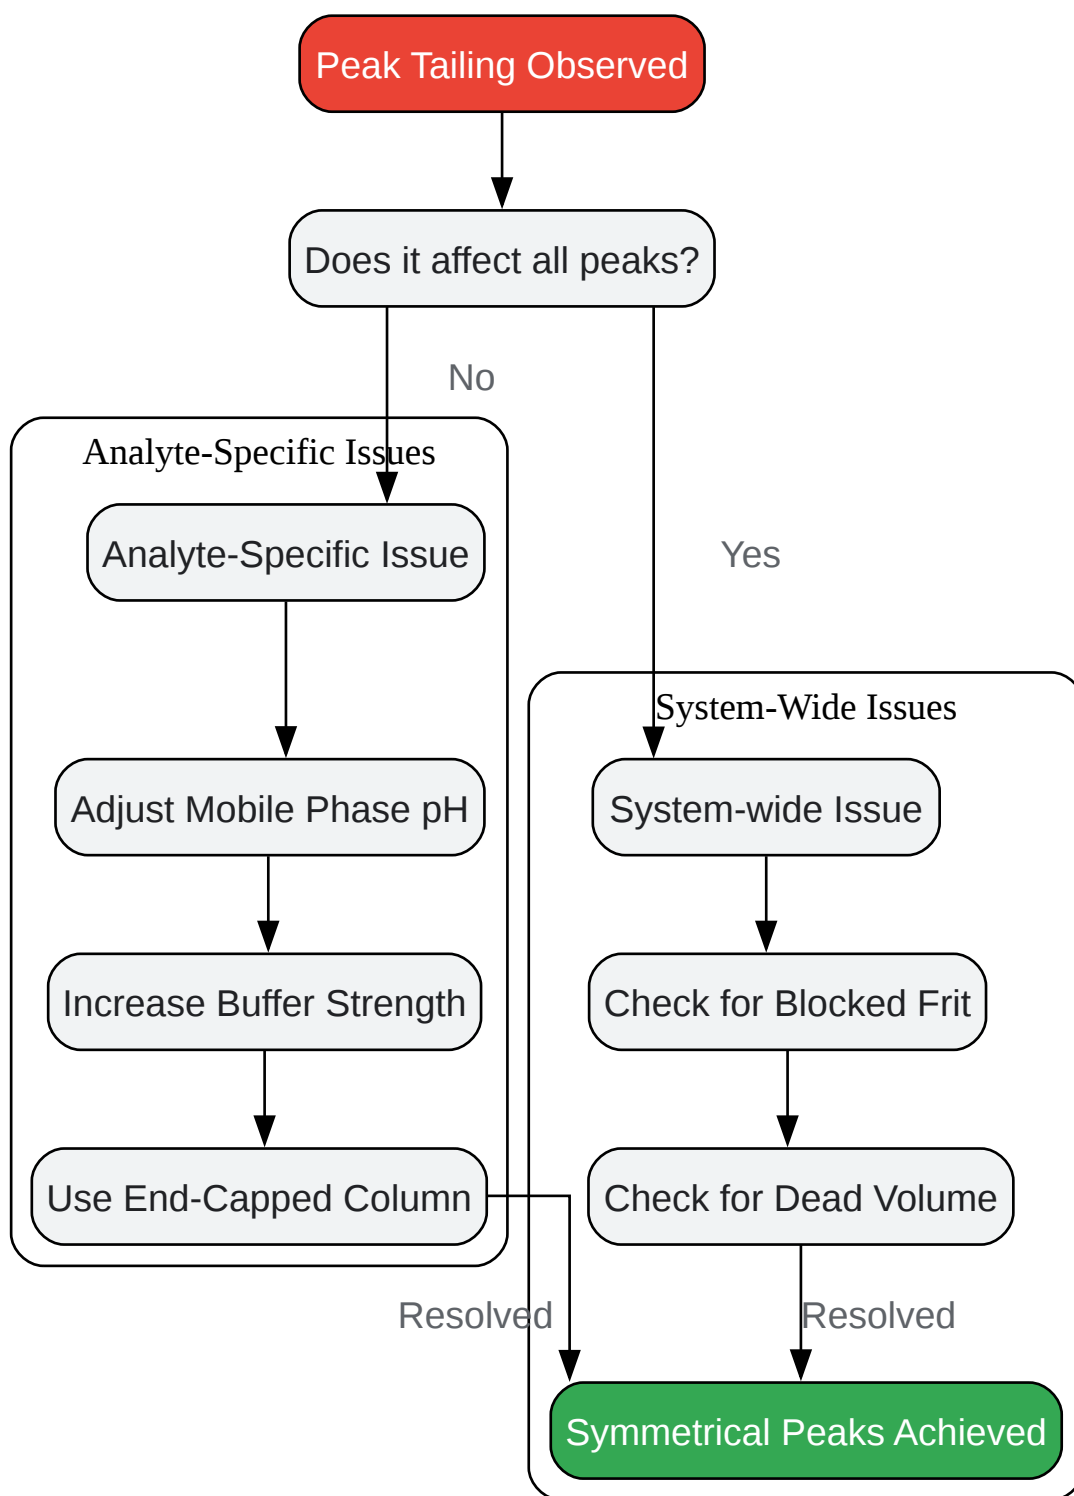 Peak Tailing Observed
Does it affect all peaks?
No
Analyte-Specific Issues
Analyte-Specific Issue
Yes
System-Wide Issues
Adjust Mobile Phase pH
System-wide Issue
Increase Buffer Strength
Check for Blocked Frit
Use End-Capped Column
Check for Dead Volume
Resolved
Resolved
Symmetrical Peaks Achieved